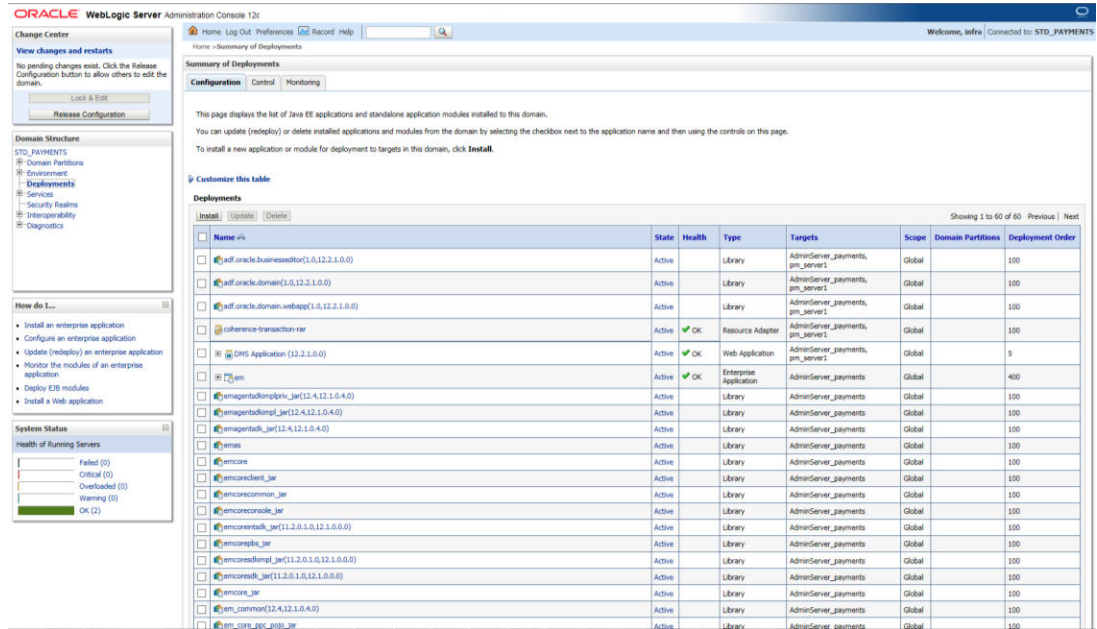 ORACLE WebLogic Server Administration Console 12c
Change Center
View changes and restarts
No pending changes exist. Click the Release
Configuration button to allow others to edit the
domain.
Lock & Edit
Release Configuration
Domain Structure
STD_PAYMENTS
Domain Partitions
Environment
Deployments
Services
Security Realms
Interoperability
Diagnostics
How do I...
Install an enterprise application
Configure an enterprise application
Update (redeploy) an enterprise application
Monitor the modules of an enterprise
application
Deploy EJB modules
Install a Web application
System Status
Health of Running Servers
Failed (0)
Critical (0)
Overloaded (0)
Warning (0)
OK (2)
Home Log Out Preferences Record Help
Welcome, infra Connected to: STD_PAYMENTS
Home >Summary of Deployments
Summary of Deployments
Configuration Control Monitoring
This page displays the list of Java EE applications and standalone application modules installed to this domain.
You can update (redeploy) or delete installed applications and modules from the domain by selecting the checkbox next to the application name and then using the controls on this page.
To install a new application or module for deployment to targets in this domain, click Install.
Customize this table
Deployments
Install Update Delete Showing 1 to 60 of 60 Previous | Next
Name State Health Type Targets Scope Domain Partitions Deployment Order
adf.oracle.businesseditor(1.0,12.2.1.0.0) Active Library AdminServer_payments, pm_server1 Global 100
adf.oracle.domain(1.0,12.2.1.0.0) Active Library AdminServer_payments, pm_server1 Global 100
adf.oracle.domain.webapp(1.0,12.2.1.0.0) Active Library AdminServer_payments, pm_server1 Global 100
coherence-transaction-rar Active OK Resource Adapter AdminServer_payments, pm_server1 Global 100
DMS Application (12.2.1.0.0) Active OK Web Application AdminServer_payments, pm_server1 Global 5
em Active OK Enterprise Application AdminServer_payments Global 400
emagentsdkimplpriv_jar(12.4,12.1.0.4.0) Active Library AdminServer_payments Global 100
emagentsdkimpl_jar(12.4,12.1.0.4.0) Active Library AdminServer_payments Global 100
emagentsdk_jar(12.4,12.1.0.4.0) Active Library AdminServer_payments Global 100
emas Active Library AdminServer_payments Global 100
emcore Active Library AdminServer_payments Global 100
emcoreclient_jar Active Library AdminServer_payments Global 100
emcorecommon_jar Active Library AdminServer_payments Global 100
emcoreconsole_jar Active Library AdminServer_payments Global 100
emcoreintsdk_jar(11.2.0.1.0,12.1.0.0.0) Active Library AdminServer_payments Global 100
emcorepbs_jar Active Library AdminServer_payments Global 100
emcoresdkimpl_jar(11.2.0.1.0,12.1.0.0.0) Active Library AdminServer_payments Global 100
emcoresdk_jar(11.2.0.1.0,12.1.0.0.0) Active Library AdminServer_payments Global 100
emcore_jar Active Library AdminServer_payments Global 100
em_common(12.4,12.1.0.4.0) Active Library AdminServer_payments Global 100
em_core_ppc_pojo_jar Active Library AdminServer_payments Global 100